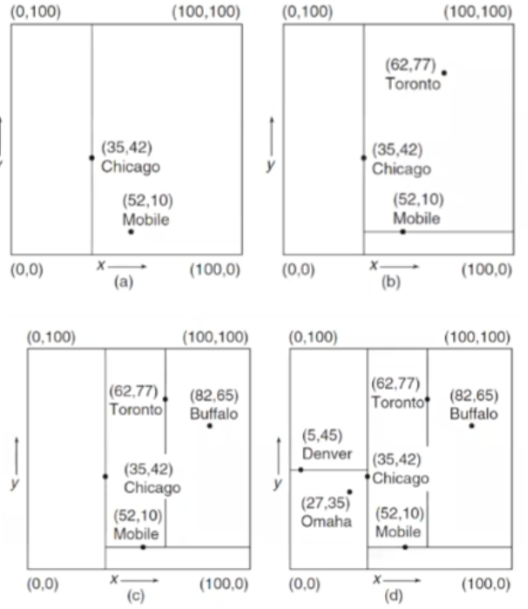 (0,100) (100,100)
(35,42)
Chicago
(52,10)
Mobile
y
(0,0) x (100,0)
(a)
(0,100) (100,100)
(62,77)
Toronto
(35,42)
Chicago
(52,10)
Mobile
y
(0,0) x (100,0)
(b)
(0,100) (100,100)
(62,77)
Toronto
(82,65)
Buffalo
(35,42)
Chicago
(52,10)
Mobile
y
(0,0) x (100,0)
(c)
(0,100) (100,100)
(62,77)
Toronto
(82,65)
Buffalo
(5,45)
Denver
(35,42)
Chicago
(27,35)
Omaha
(52,10)
Mobile
y
(0,0) x (100,0)
(d)